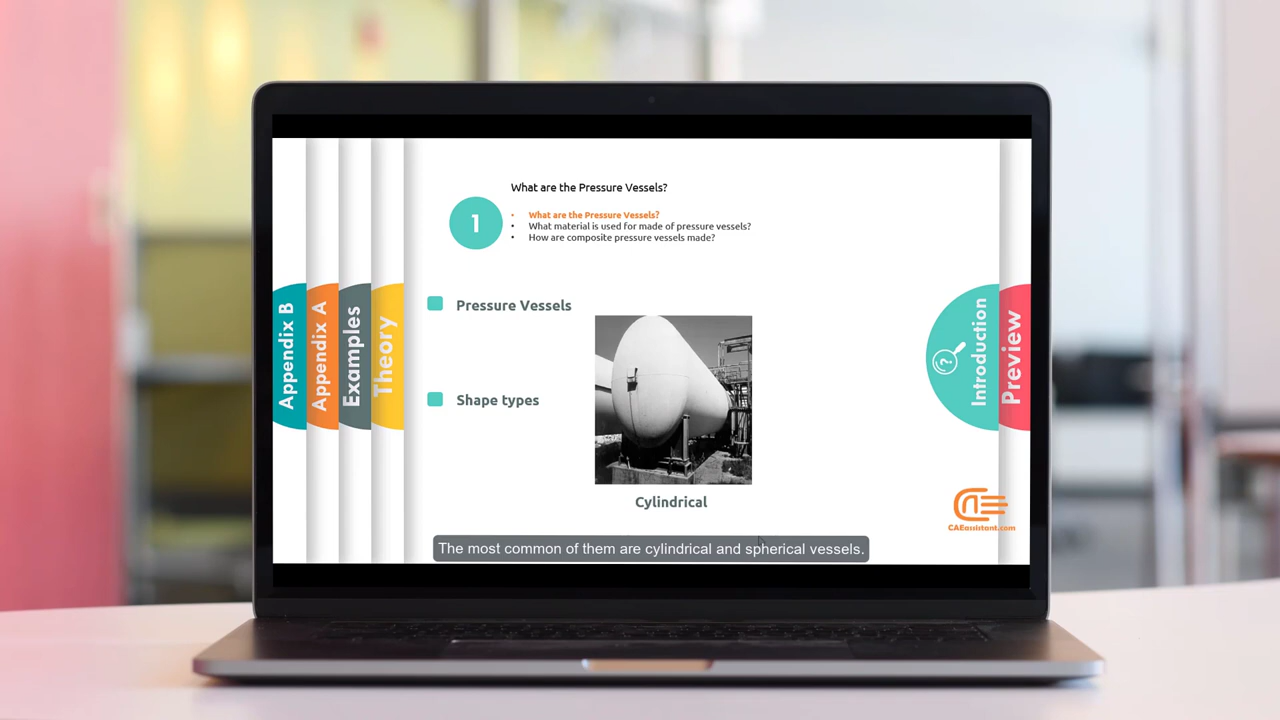 What are the Pressure Vessels?
1
• What are the Pressure Vessels?
• What material is used for made of pressure vessels?
• How are composite pressure vessels made?
Appendix B
Appendix A
Examples
Theory
Pressure Vessels
Shape types
Cylindrical
?
Introduction
Preview
CAEassistant.com
The most common of them are cylindrical and spherical vessels.